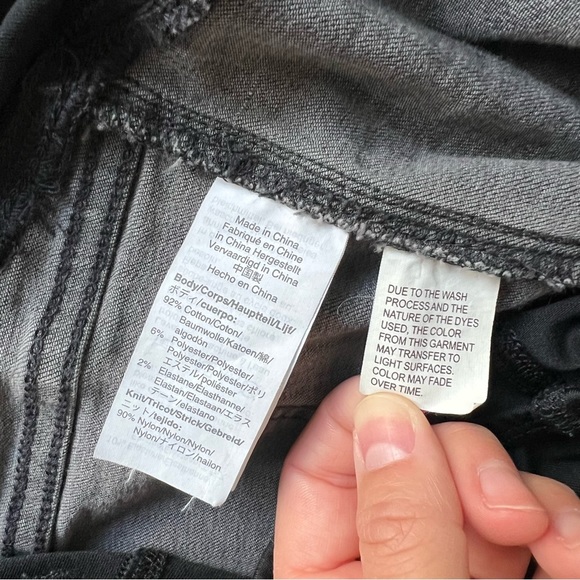 Made in China
Fabriqué en Chine
in China Hergestellt
Vervaardigd in China
中国製
Hecho en China
Body/Corps/Hauptteil/Lijf/
ボディ/cuerpo:
92% Cotton/Coton/
Baumwolle/Katoen/綿/
algodón
6% Polyester/Polyester/
Polyester/Polyester/ポリ
エステル/poliéster
2% Elastane/Elasthanne/
Elastan/Elastaan/エラス
テーン/elastano
Knit/Tricot/Strick/Gebreid/
ニット/tejido:
90% Nylon/Nylon/Nylon/
Nylon/ナイロン/nailon
DUE TO THE WASH
PROCESS AND THE
NATURE OF THE DYES
USED, THE COLOR
FROM THIS GARMENT
MAY TRANSFER TO
LIGHT SURFACES.
COLOR MAY FADE
OVER TIME.